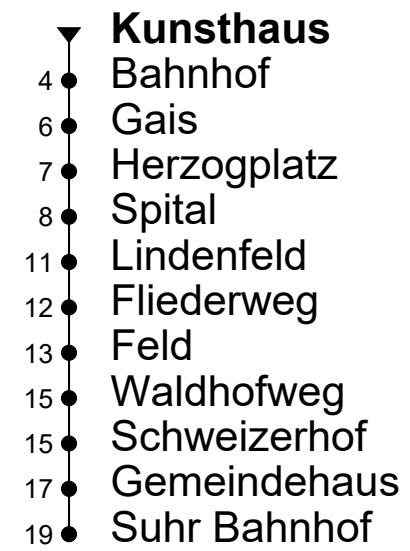 Kunsthaus
4 Bahnhof
6 Gais
7 Herzogplatz
8 Spital
11 Lindenfeld
12 Fliederweg
13 Feld
15 Waldhofweg
15 Schweizerhof
17 Gemeindehaus
19 Suhr Bahnhof